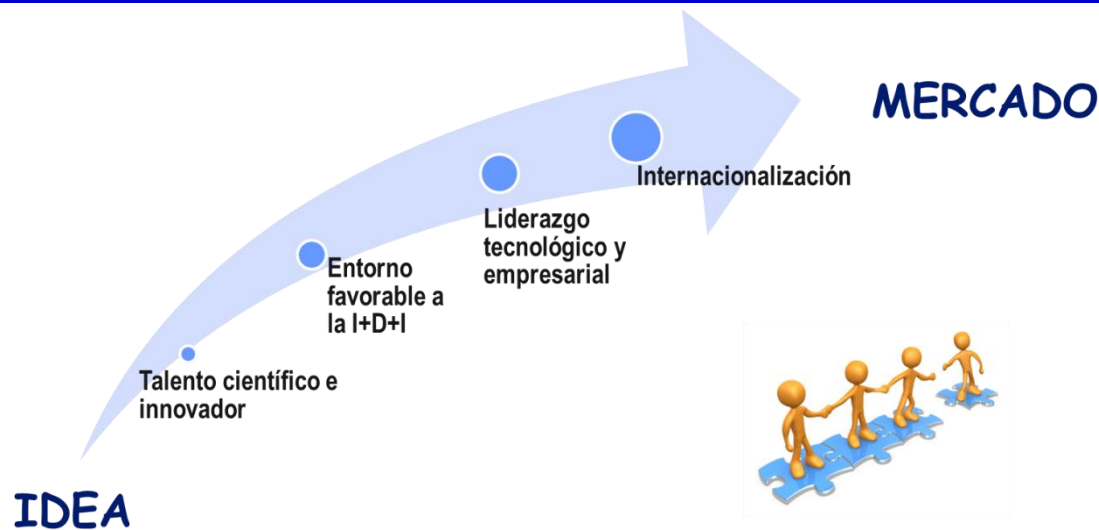 MERCADO
Internacionalización
Liderazgo
tecnológico y
empresarial
Entorno
favorable a
la I+D+I
Talento científico e
innovador
IDEA